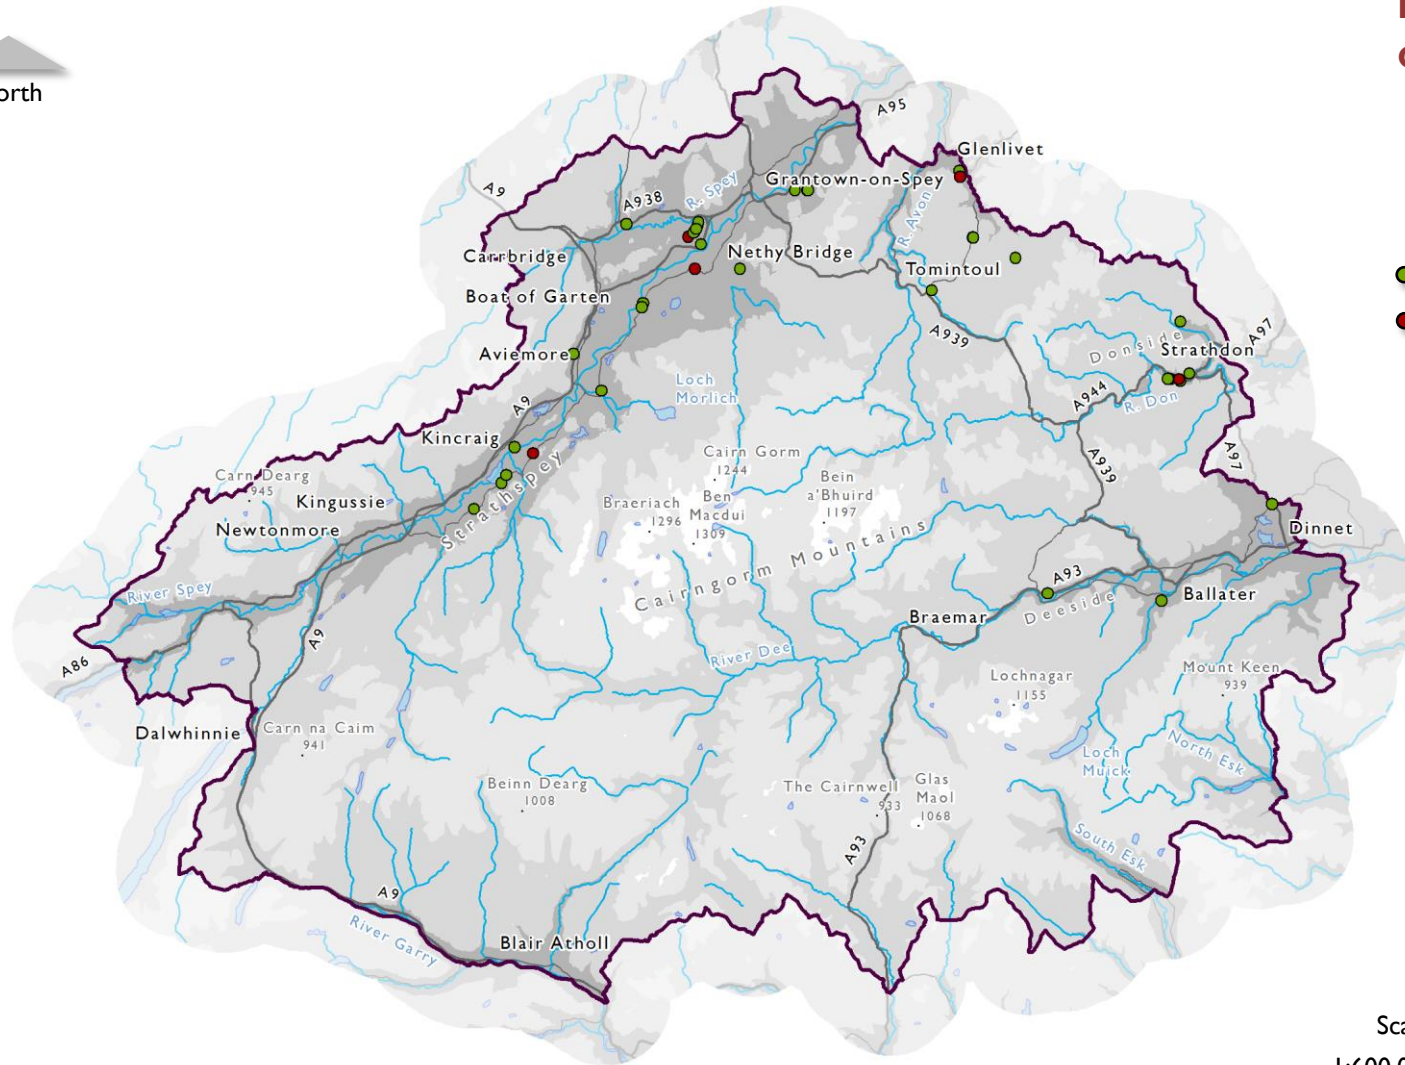 orth
A95
Glenlivet
A9
Grantown-on-Spey
A938
R. Spey
R. Avon
Carrbridge
Nethy Bridge
Tomintoul
Boat of Garten
A939
A97
Donside
Strathdon
Aviemore
Loch
Morlich
A944
R. Don
A9
Kincraig
Cairn Gorm
1244
A97
A939
Carn Dearg
945
Strathspey
Bein
a'Bhuird
1197
Kingussie
Braeriach
1296
Ben
Macdui
1309
Newtonmore
Dinnet
Cairngorm Mountains
A93
River Spey
Ballater
Deeside
Braemar
A9
River Dee
A86
Lochnagar
1155
Mount Keen
939
Dalwhinnie
Carn na Caim
941
Loch
Muick
North Esk
Beinn Dearg
1008
The Cairnwell
933
Glas
Maol
1068
A93
South Esk
A9
River Garry
Blair Atholl
Sca